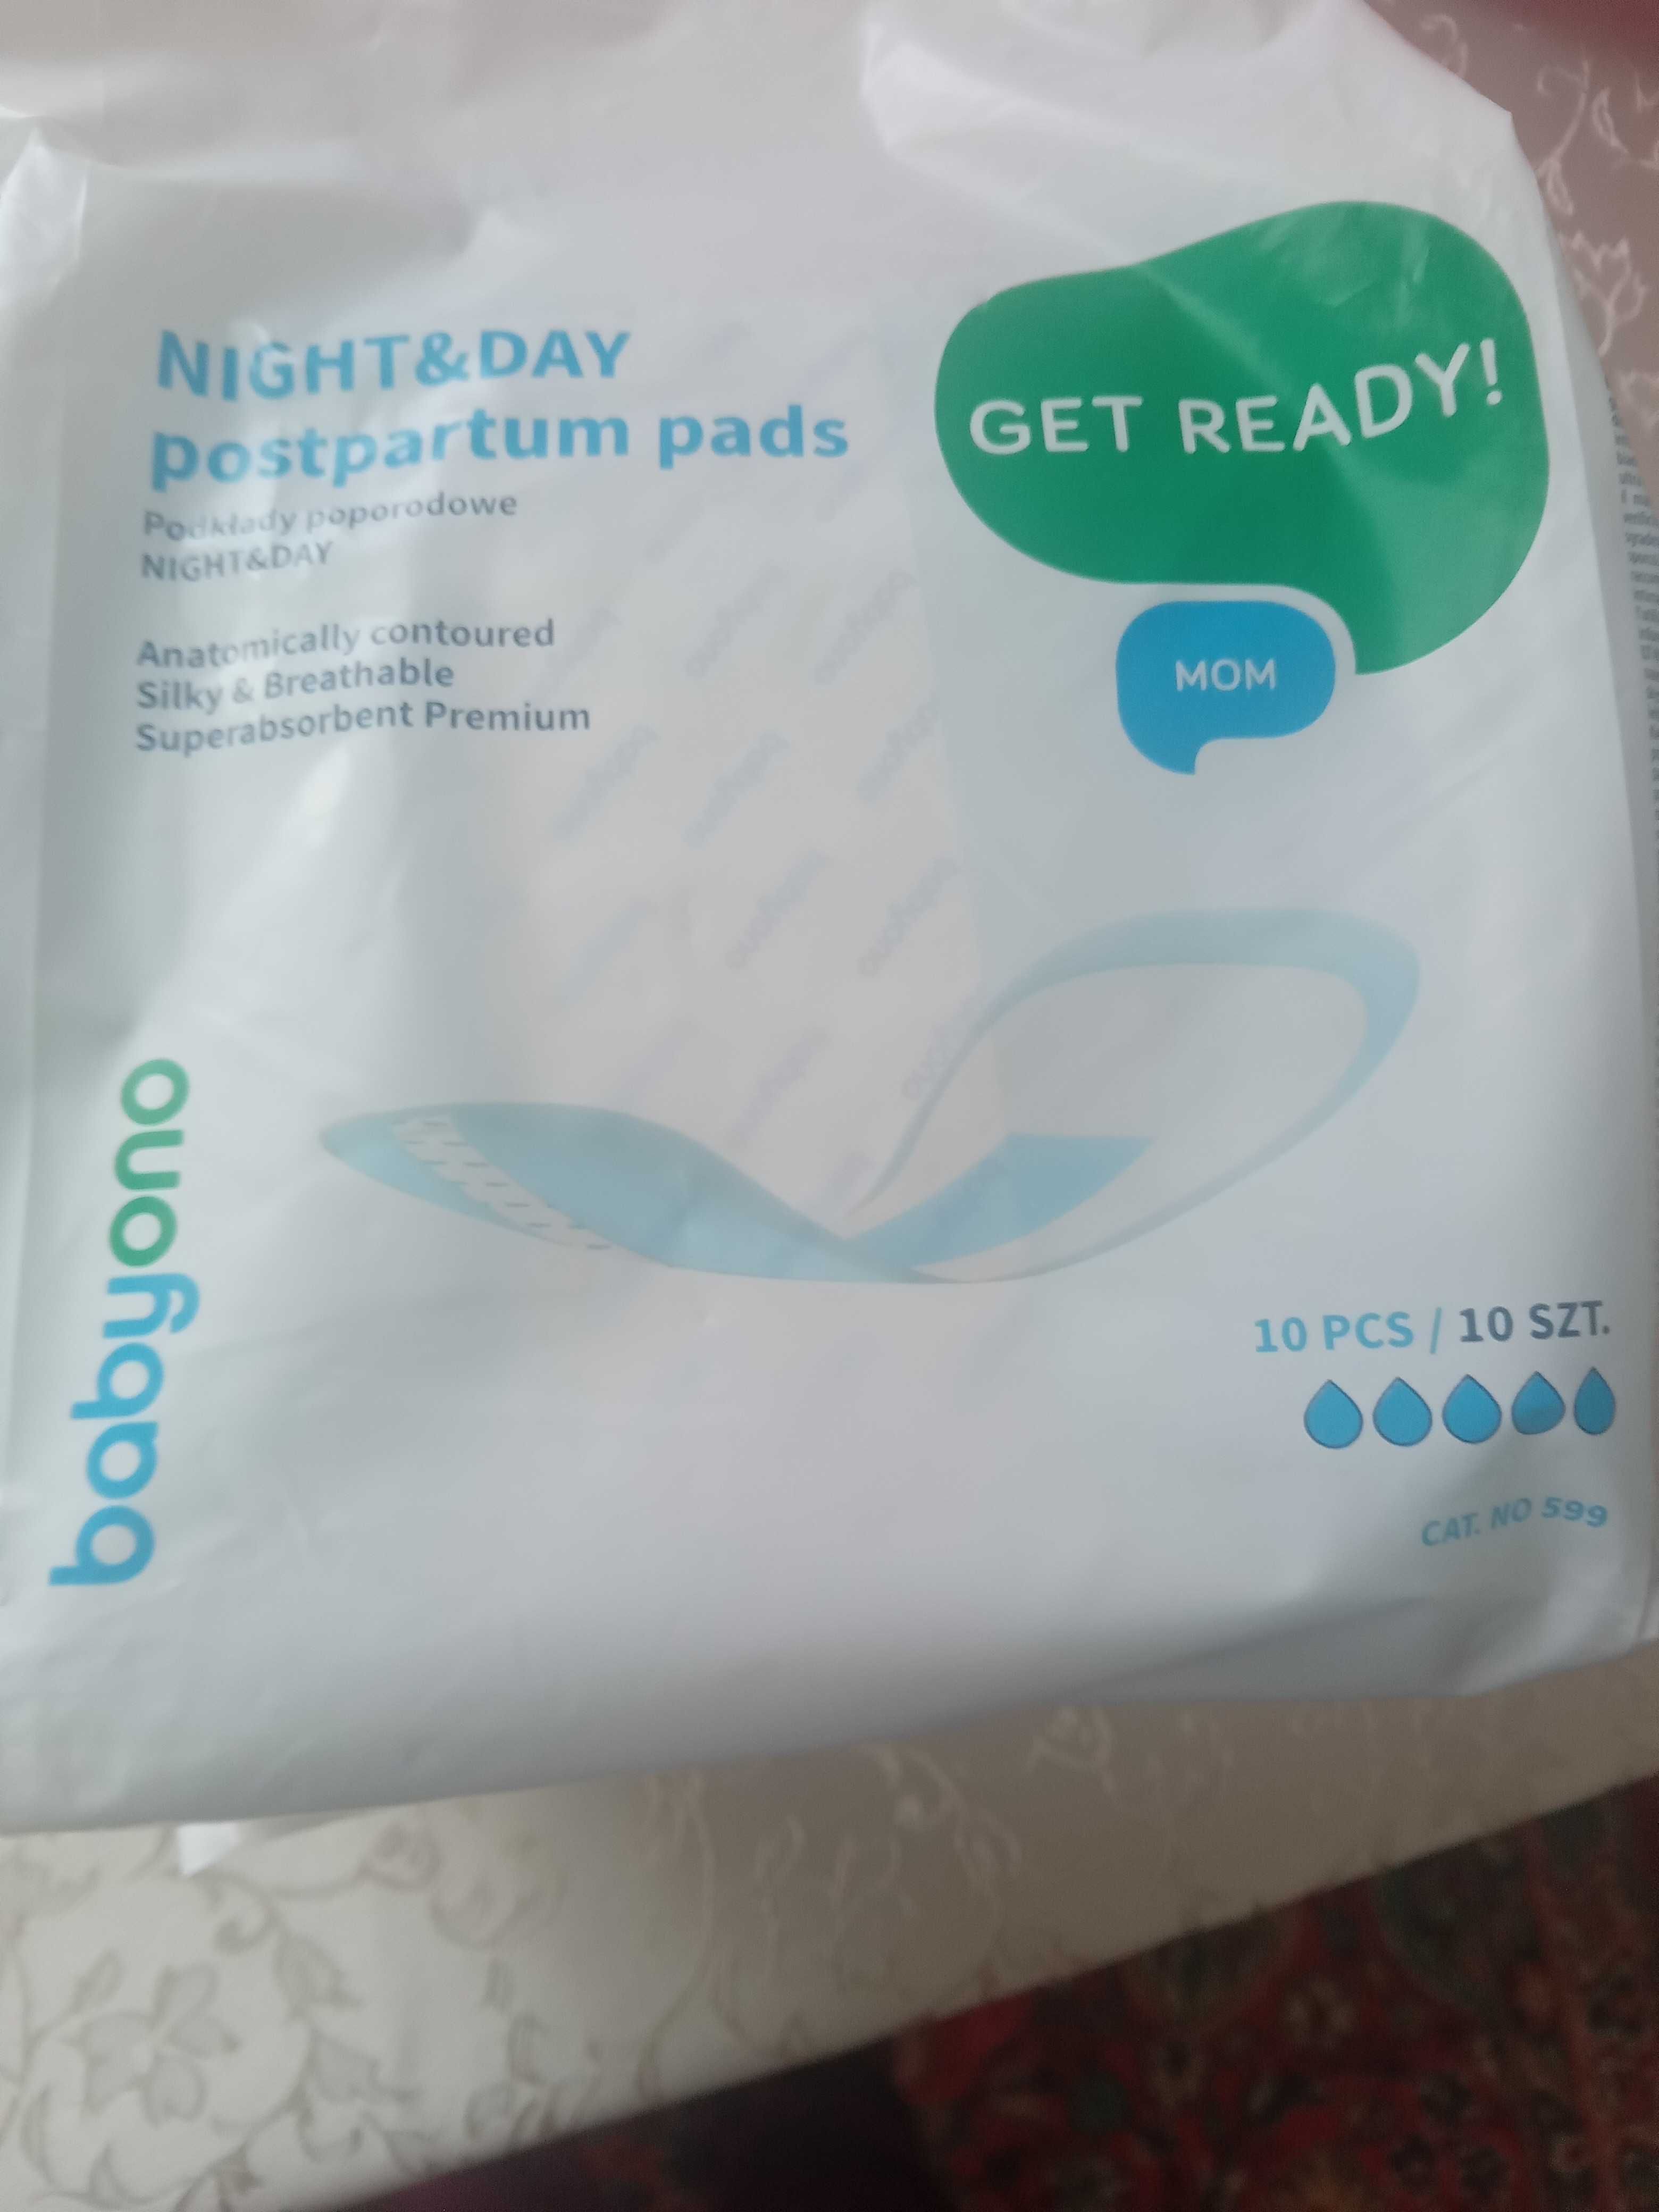 NIGHT&DAY
postpartum pads
Podkłady poporodowe
NIGHT&DAY
Anatomically contoured
Silky & Breathable
Superabsorbent Premium
GET READY!
MOM
babyono
10 PCS / 10 SZT.
CAT. NO 599